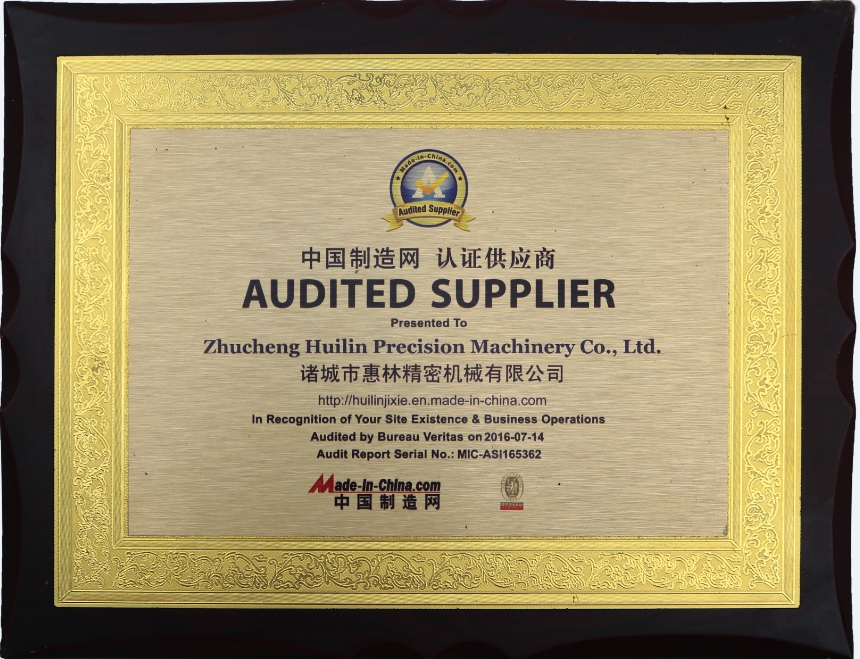 Made-in-China.com
Audited Supplier
中国制造网 认证供应商
AUDITED SUPPLIER
Presented To
Zhucheng Huilin Precision Machinery Co., Ltd.
诸城市惠林精密机械有限公司
http://huilinjixie.en.made-in-china.com
In Recognition of Your Site Existence & Business Operations
Audited by Bureau Veritas on 2016-07-14
Audit Report Serial No.: MIC-ASI165362
Made-in-China.com
中国制造网